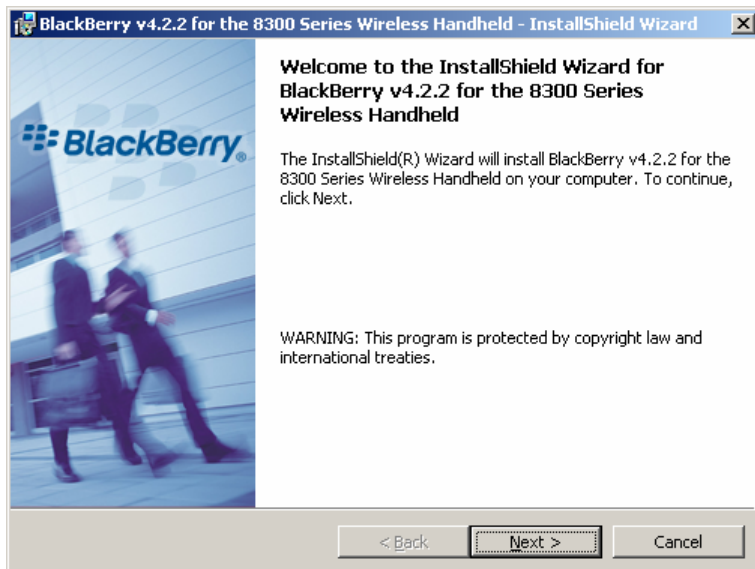 BlackBerry v4.2.2 for the 8300 Series Wireless Handheld - InstallShield Wizard
Welcome to the InstallShield Wizard for
BlackBerry v4.2.2 for the 8300 Series
Wireless Handheld
BlackBerry®
The InstallShield(R) Wizard will install BlackBerry v4.2.2 for the
8300 Series Wireless Handheld on your computer. To continue,
click Next.
WARNING: This program is protected by copyright law and
international treaties.
< Back
Next >
Cancel